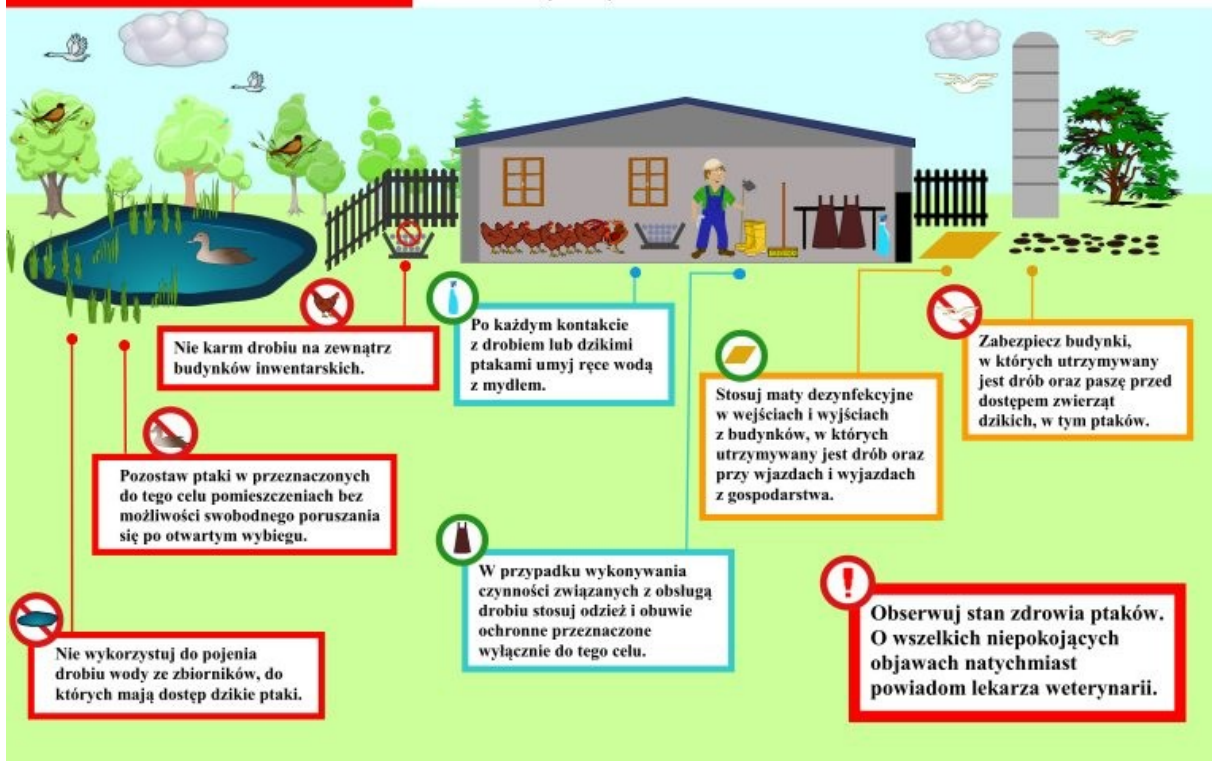 Nie karm drobiu na zewnątrz
budynków inwentarskich.
Po każdym kontakcie
z drobiem lub dzikimi
ptakami umyj ręce wodą
z mydłem.
Zabezpiecz budynki,
w których utrzymywany
jest drób oraz paszę przed
dostępem zwierząt
dzikich, w tym ptaków.
Stosuj maty dezynfekcyjne
w wejściach i wyjściach
z budynków, w których
utrzymywany jest drób oraz
przy wjazdach i wyjazdach
z gospodarstwa.
Pozostaw ptaki w przeznaczonych
do tego celu pomieszczeniach bez
możliwości swobodnego poruszania
się po otwartym wybiegu.
W przypadku wykonywania
czynności związanych z obsługą
drobiu stosuj odzież i obuwie
ochronne przeznaczone
wyłącznie do tego celu.
Obserwuj stan zdrowia ptaków.
O wszelkich niepokojących
objawach natychmiast
powiadom lekarza weterynarii.
Nie wykorzystuj do pojenia
drobiu wody ze zbiorników, do
których mają dostęp dzikie ptaki.